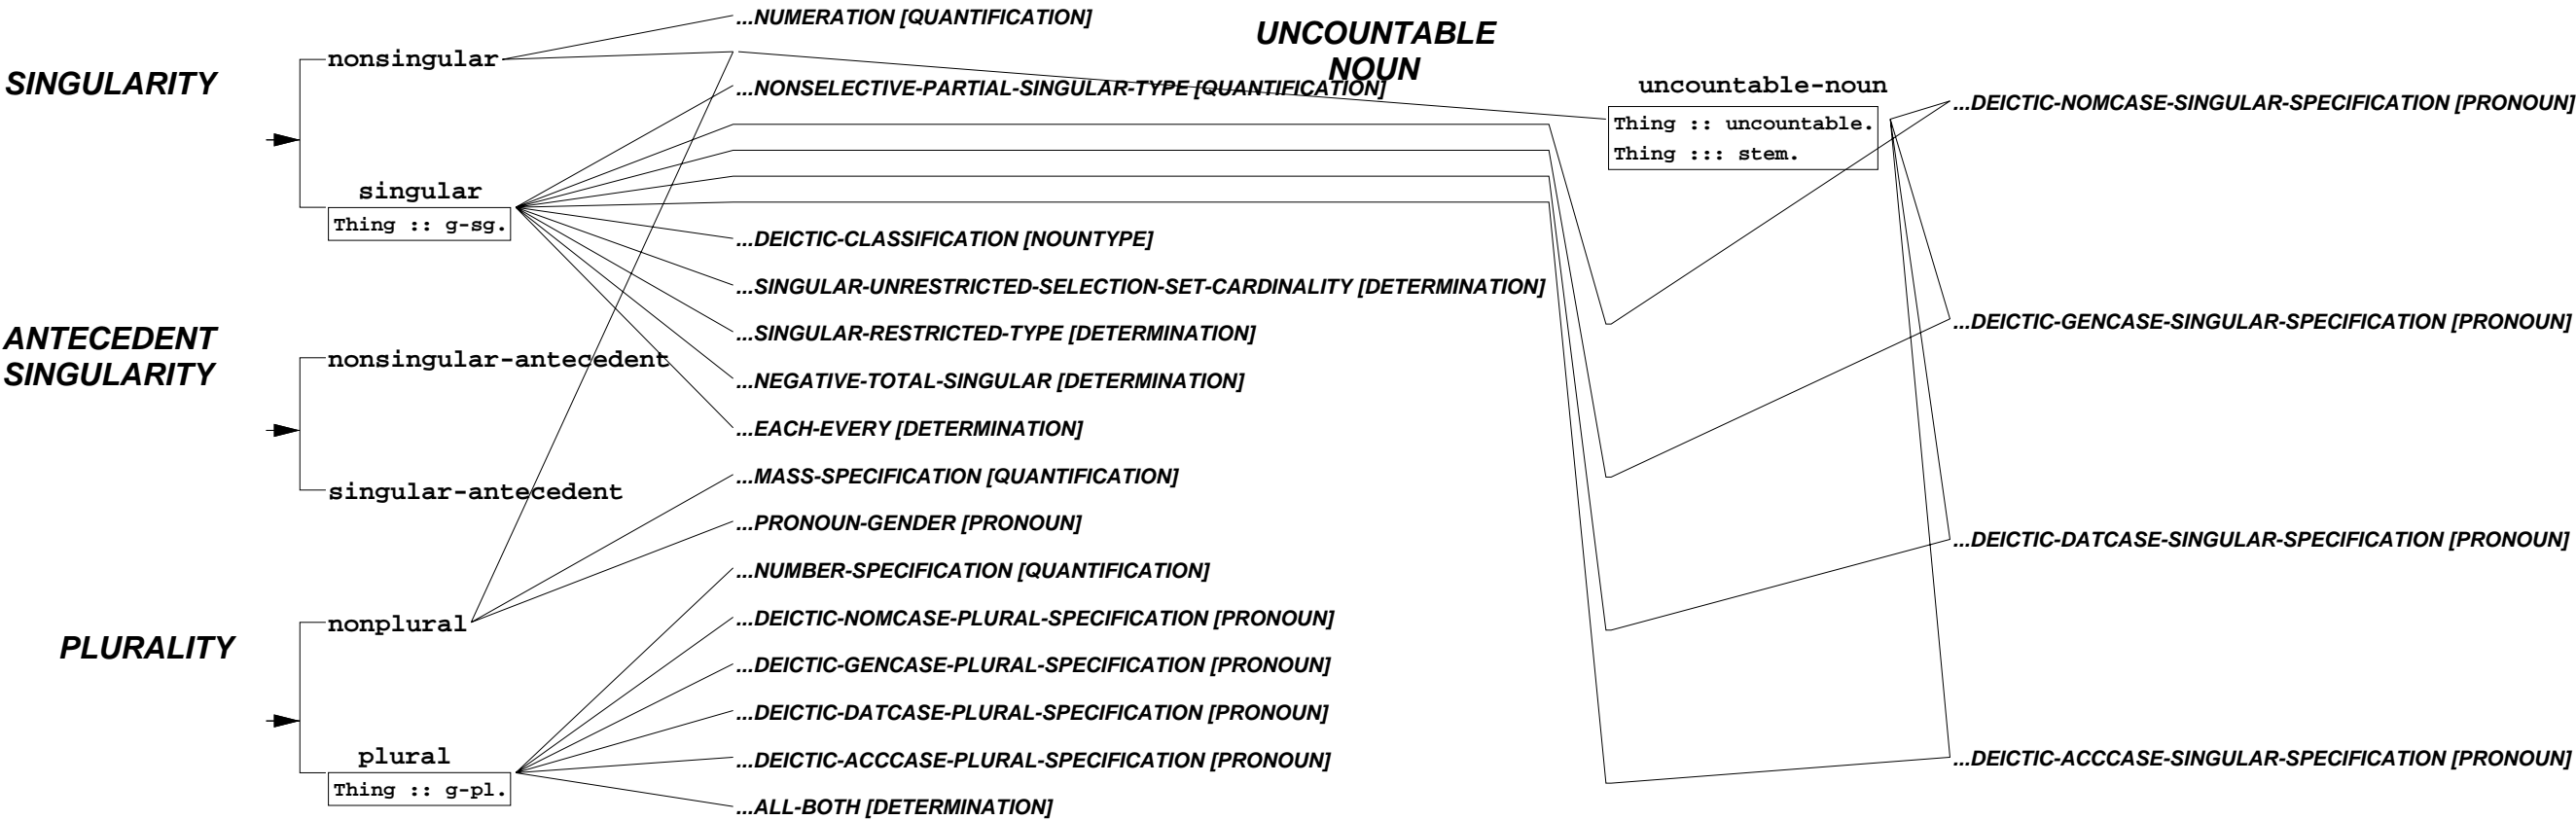 SINGULARITY
nonsingular
singular
Thing :: g-sg.
ANTECEDENT
SINGULARITY
nonsingular-antecedent
singular-antecedent
PLURALITY
nonplural
plural
Thing :: g-pl.
...NUMERATION [QUANTIFICATION]
...NONSELECTIVE-PARTIAL-SINGULAR-TYPE [QUANTIFICATION]
...DEICTIC-CLASSIFICATION [NOUNTYPE]
...SINGULAR-UNRESTRICTED-SELECTION-SET-CARDINALITY [DETERMINATION]
...SINGULAR-RESTRICTED-TYPE [DETERMINATION]
...NEGATIVE-TOTAL-SINGULAR [DETERMINATION]
...EACH-EVERY [DETERMINATION]
...MASS-SPECIFICATION [QUANTIFICATION]
...PRONOUN-GENDER [PRONOUN]
...NUMBER-SPECIFICATION [QUANTIFICATION]
...DEICTIC-NOMCASE-PLURAL-SPECIFICATION [PRONOUN]
...DEICTIC-GENCASE-PLURAL-SPECIFICATION [PRONOUN]
...DEICTIC-DATCASE-PLURAL-SPECIFICATION [PRONOUN]
...DEICTIC-ACCCASE-PLURAL-SPECIFICATION [PRONOUN]
...ALL-BOTH [DETERMINATION]
UNCOUNTABLE
NOUN
uncountable-noun
Thing :: uncountable.
Thing ::: stem.
...DEICTIC-NOMCASE-SINGULAR-SPECIFICATION [PRONOUN]
...DEICTIC-GENCASE-SINGULAR-SPECIFICATION [PRONOUN]
...DEICTIC-DATCASE-SINGULAR-SPECIFICATION [PRONOUN]
...DEICTIC-ACCCASE-SINGULAR-SPECIFICATION [PRONOUN]